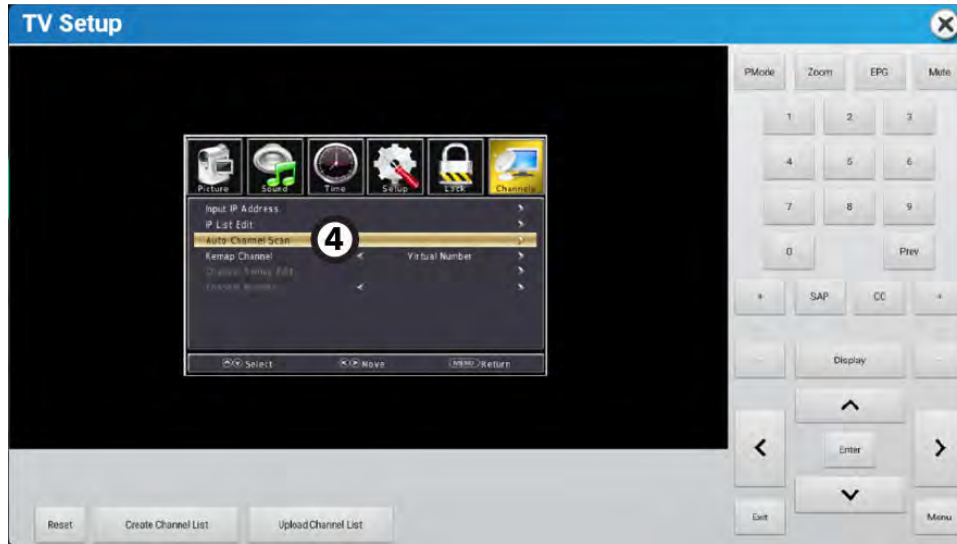 TV Setup
PMode Zoom EPG Mute
1 2 3
4 5 6
7 8 9
0 Prev
+ SAP CC +
- Display -
Enter
Exit Menu
Picture Sound Time Setup Lock Channels
Input IP Address
IP List Edit
Auto Channel Scan
4
Remap Channel Virtual Number
Select Move MENU Return
Reset Create Channel List Upload Channel List